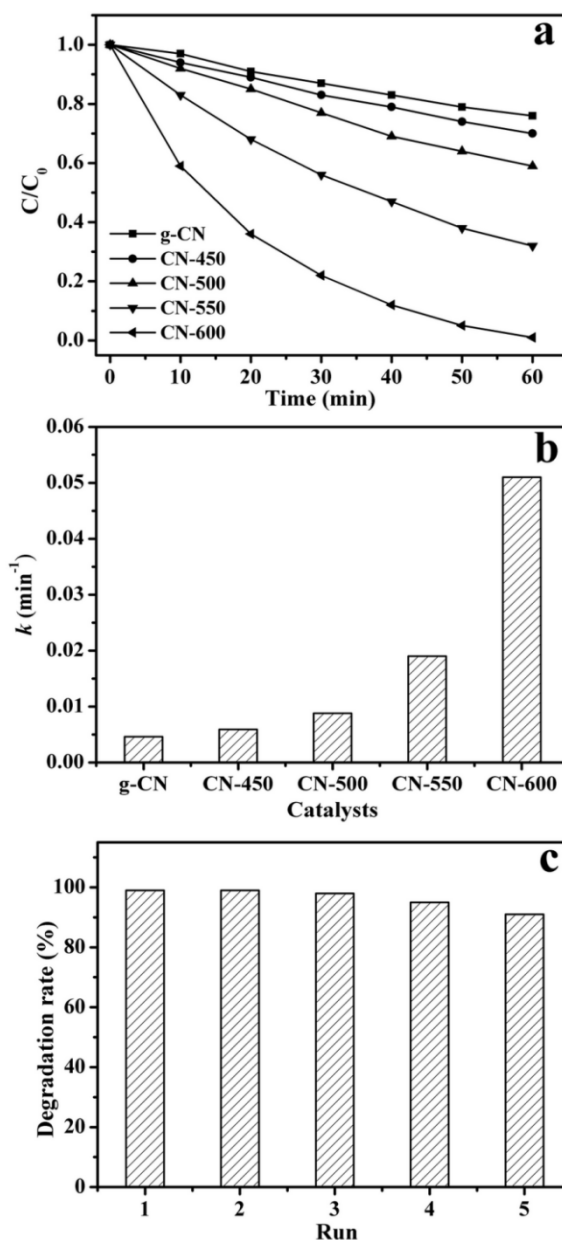 a
1.0
0.8
0.6
0.4
0.2
0.0
C/C₀
g-CN
CN-450
CN-500
CN-550
CN-600
0 10 20 30 40 50 60
Time (min)
b
0.06
0.05
0.04
0.03
0.02
0.01
0.00
k (min⁻¹)
g-CN CN-450 CN-500 CN-550 CN-600
Catalysts
c
100
80
60
40
20
0
Degradation rate (%)
1 2 3 4 5
Run